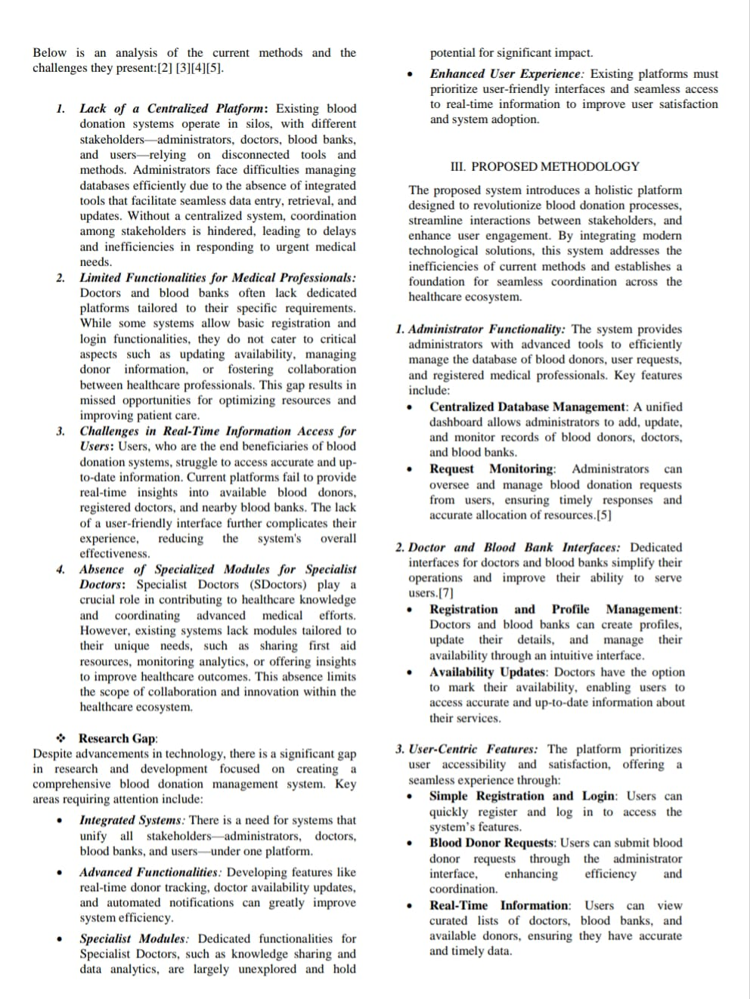 Below is an analysis of the current methods and the
challenges they present:[2] [3][4][5].
1. Lack of a Centralized Platform: Existing blood
donation systems operate in silos, with different
stakeholders—administrators, doctors, blood banks,
and users—relying on disconnected tools and
methods. Administrators face difficulties managing
databases efficiently due to the absence of integrated
tools that facilitate seamless data entry, retrieval, and
updates. Without a centralized system, coordination
among stakeholders is hindered, leading to delays
and inefficiencies in responding to urgent medical
needs.
2. Limited Functionalities for Medical Professionals:
Doctors and blood banks often lack dedicated
platforms tailored to their specific requirements.
While some systems allow basic registration and
login functionalities, they do not cater to critical
aspects such as updating availability, managing
donor information, or fostering collaboration
between healthcare professionals. This gap results in
missed opportunities for optimizing resources and
improving patient care.
3. Challenges in Real-Time Information Access for
Users: Users, who are the end beneficiaries of blood
donation systems, struggle to access accurate and up-
to-date information. Current platforms fail to provide
real-time insights into available blood donors,
registered doctors, and nearby blood banks. The lack
of a user-friendly interface further complicates their
experience, reducing the system's overall
effectiveness.
4. Absence of Specialized Modules for Specialist
Doctors: Specialist Doctors (SDoctors) play a
crucial role in contributing to healthcare knowledge
and coordinating advanced medical efforts.
However, existing systems lack modules tailored to
their unique needs, such as sharing first aid
resources, monitoring analytics, or offering insights
to improve healthcare outcomes. This absence limits
the scope of collaboration and innovation within the
healthcare ecosystem.
❖ Research Gap:
Despite advancements in technology, there is a significant gap
in research and development focused on creating a
comprehensive blood donation management system. Key
areas requiring attention include:
• Integrated Systems: There is a need for systems that
unify all stakeholders—administrators, doctors,
blood banks, and users—under one platform.
• Advanced Functionalities: Developing features like
real-time donor tracking, doctor availability updates,
and automated notifications can greatly improve
system efficiency.
• Specialist Modules: Dedicated functionalities for
Specialist Doctors, such as knowledge sharing and
data analytics, are largely unexplored and hold
potential for significant impact.
• Enhanced User Experience: Existing platforms must
prioritize user-friendly interfaces and seamless access
to real-time information to improve user satisfaction
and system adoption.
III. PROPOSED METHODOLOGY
The proposed system introduces a holistic platform
designed to revolutionize blood donation processes,
streamline interactions between stakeholders, and
enhance user engagement. By integrating modern
technological solutions, this system addresses the
inefficiencies of current methods and establishes a
foundation for seamless coordination across the
healthcare ecosystem.
1. Administrator Functionality: The system provides
administrators with advanced tools to efficiently
manage the database of blood donors, user requests,
and registered medical professionals. Key features
include:
• Centralized Database Management: A unified
dashboard allows administrators to add, update,
and monitor records of blood donors, doctors,
and blood banks.
• Request Monitoring: Administrators can
oversee and manage blood donation requests
from users, ensuring timely responses and
accurate allocation of resources.[5]
2. Doctor and Blood Bank Interfaces: Dedicated
interfaces for doctors and blood banks simplify their
operations and improve their ability to serve
users.[7]
• Registration and Profile Management:
Doctors and blood banks can create profiles,
update their details, and manage their
availability through an intuitive interface.
• Availability Updates: Doctors have the option
to mark their availability, enabling users to
access accurate and up-to-date information about
their services.
3. User-Centric Features: The platform prioritizes
user accessibility and satisfaction, offering a
seamless experience through:
• Simple Registration and Login: Users can
quickly register and log in to access the
system’s features.
• Blood Donor Requests: Users can submit blood
donor requests through the administrator
interface, enhancing efficiency and
coordination.
• Real-Time Information: Users can view
curated lists of doctors, blood banks, and
available donors, ensuring they have accurate
and timely data.